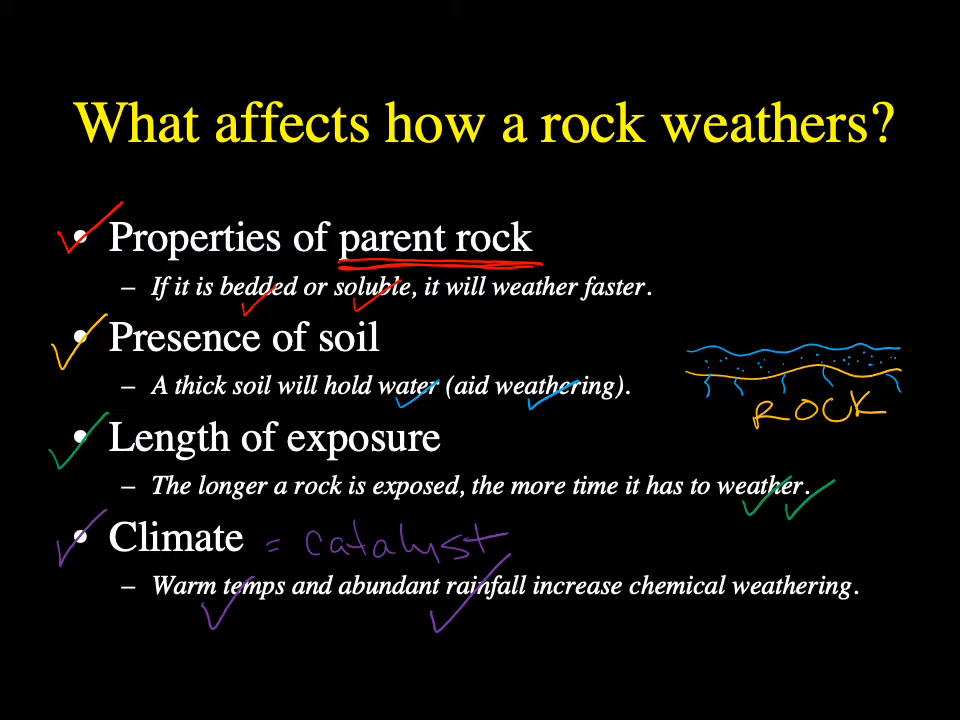 What affects how a rock weathers?
• Properties of parent rock
– If it is bedded or soluble, it will weather faster.
• Presence of soil
– A thick soil will hold water (aid weathering).
ROCK
• Length of exposure
– The longer a rock is exposed, the more time it has to weather.
• Climate = catalyst
– Warm temps and abundant rainfall increase chemical weathering.